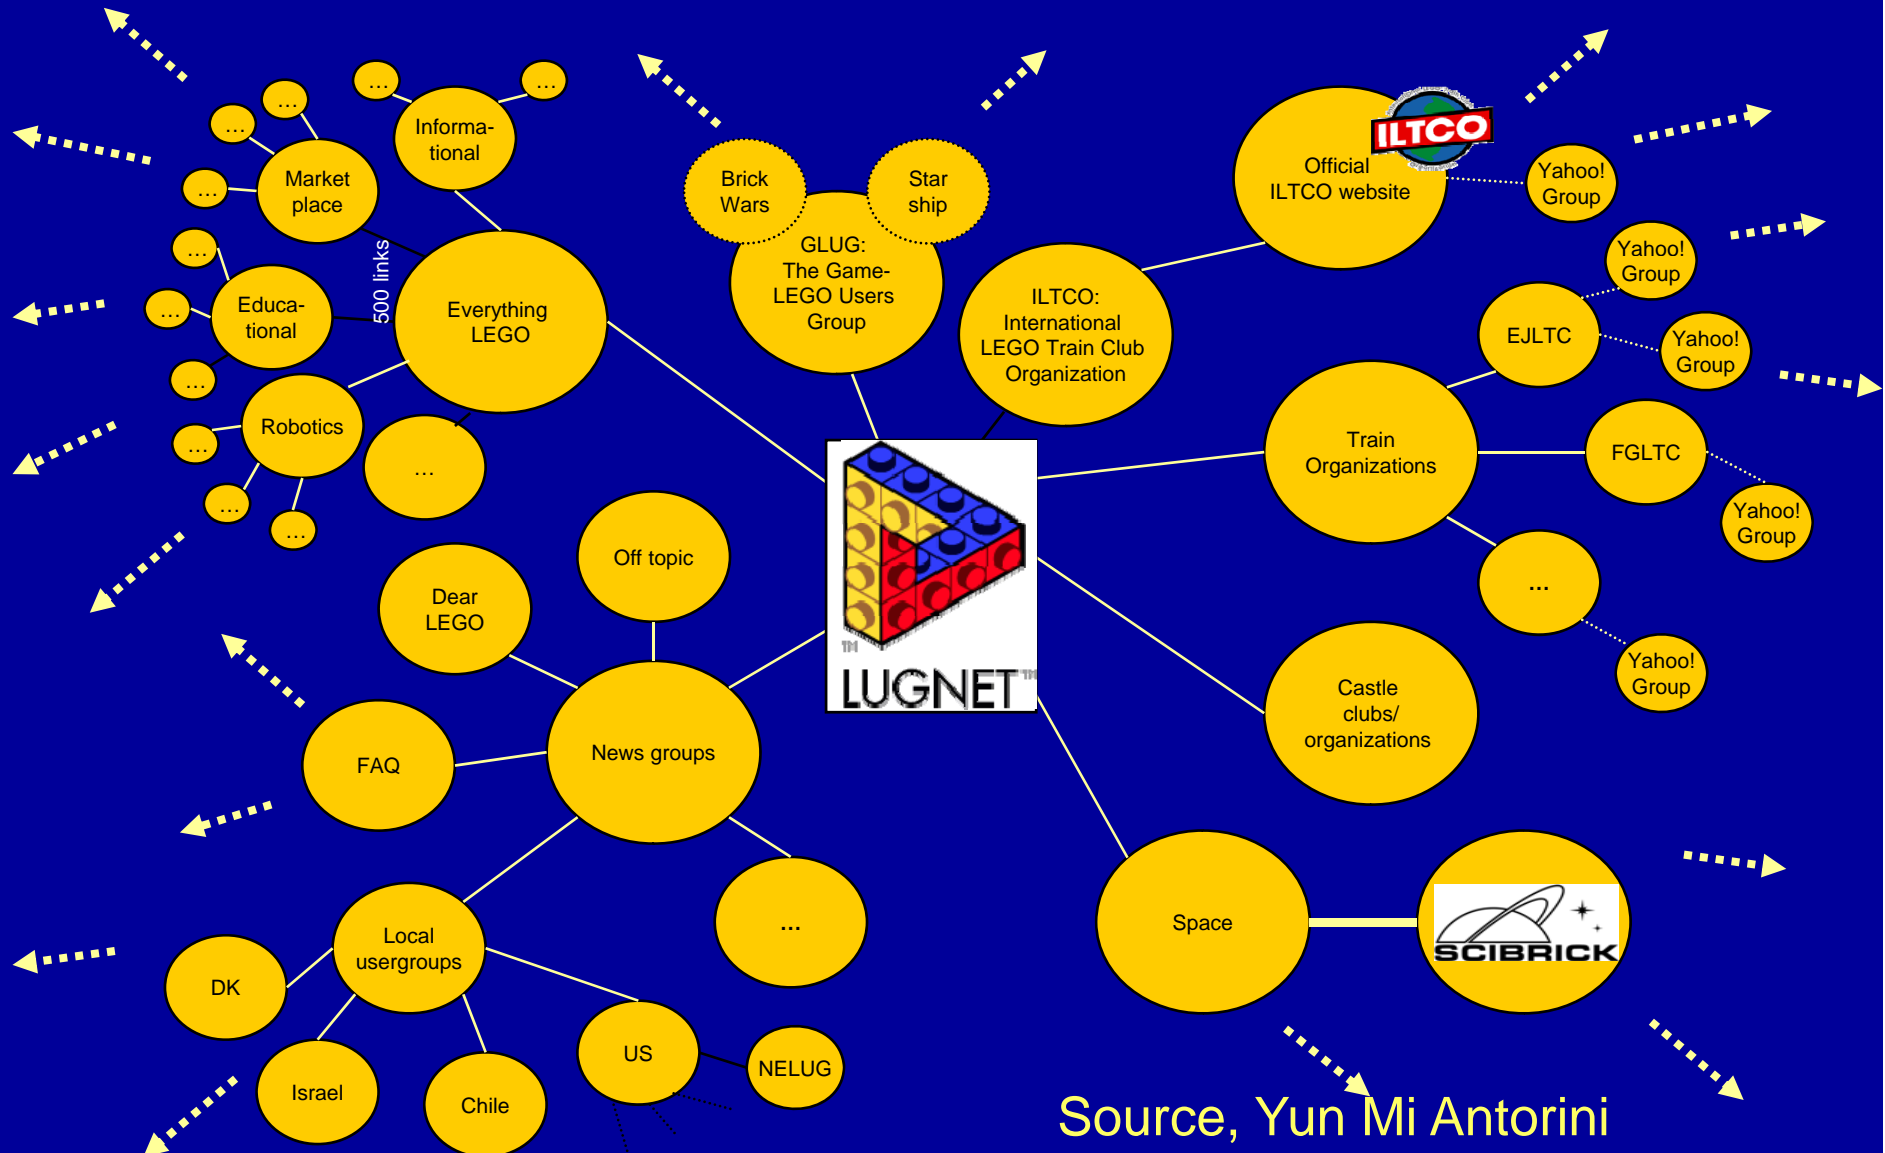 ...
...
Informa-
tional
...
...
...
Market
place
...
...
Educa-
tional
...
...
500 links
Everything
LEGO
Robotics
...
...
...
...
Brick
Wars
Star
ship
GLUG:
The Game-
LEGO Users
Group
ILTCO:
International
LEGO Train Club
Organization
Official
ILTCO website
ILTCO
Yahoo!
Group
Yahoo!
Group
EJLTC
Yahoo!
Group
Train
Organizations
FGLTC
Yahoo!
Group
...
Yahoo!
Group
TM
LUGNET TM
Off topic
Dear
LEGO
FAQ
News groups
...
Local
usergroups
DK
Israel
Chile
US
NELUG
Castle
clubs/
organizations
Space
SCIBRICK
Source, Yun Mi Antorini